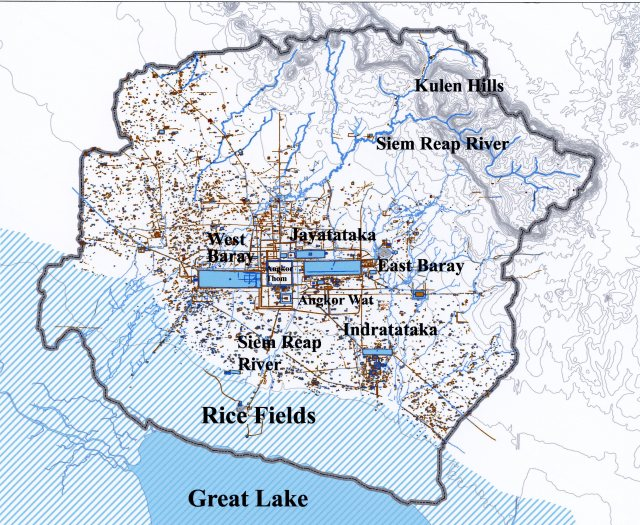 Kulen Hills
Siem Reap River
Jayatataka
West
Baray
East Baray
Angkor
Thom
Angkor Wat
Indratataka
Siem Reap
River
Rice Fields
Great Lake